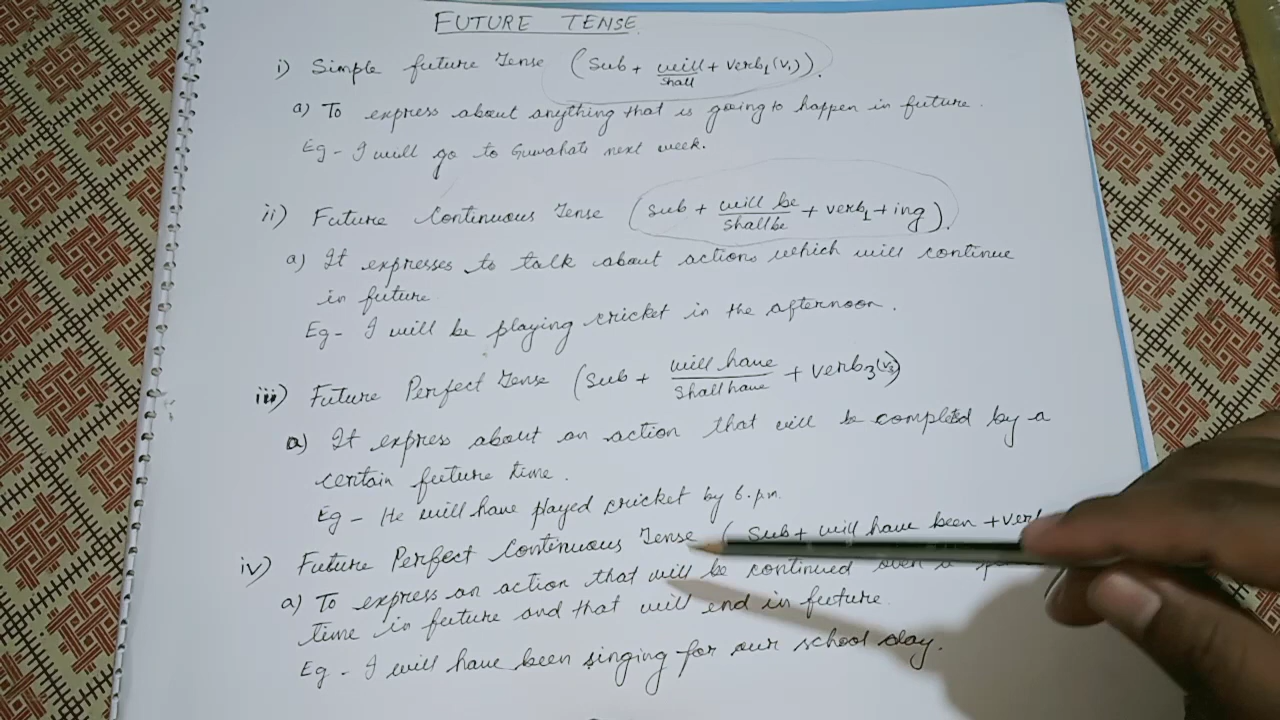 FUTURE TENSE.
i) Simple future Tense (Sub + will/shall + verb1 (V1)).
a) To express about anything that is going to happen in future.
Eg - I will go to Guwahati next week.
ii) Future Continuous Tense (sub + will be/shall be + verb1 + ing).
a) It expresses to talk about actions which will continue
in future
Eg - I will be playing cricket in the afternoon.
iii) Future Perfect Tense (Sub + will have/shall have + verb3 (V3)
a) It express about an action that will be completed by a
certain future time.
Eg - He will have played cricket by 6.pm.
iv) Future Perfect Continuous Tense ( Sub + will have been + verb
a) To express an action that will be continued over a
time in future and that will end in future.
Eg - I will have been singing for our school day.